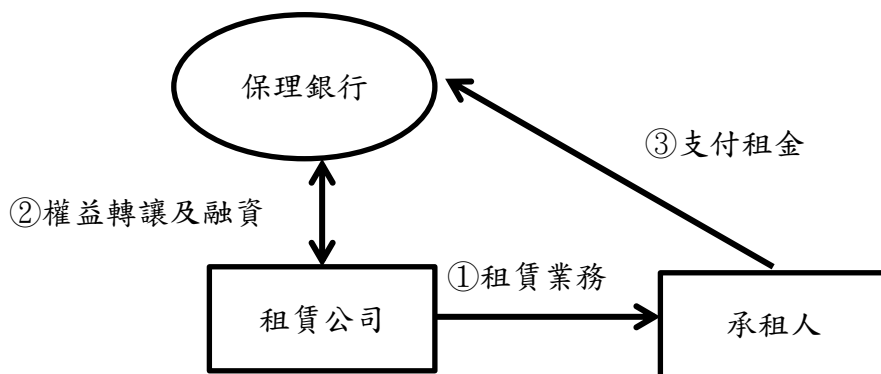 保理銀行
③支付租金
②權益轉讓及融資
①租賃業務
租賃公司
承租人